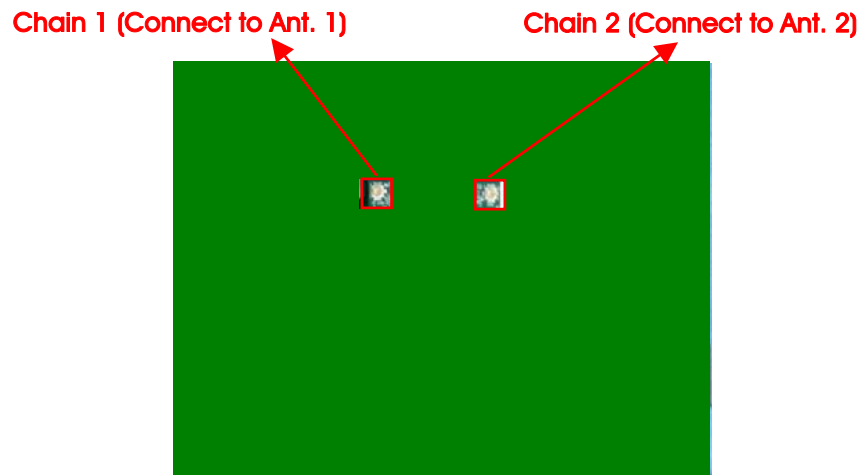 Chain 1 (Connect to Ant. 1)
Chain 2 (Connect to Ant. 2)